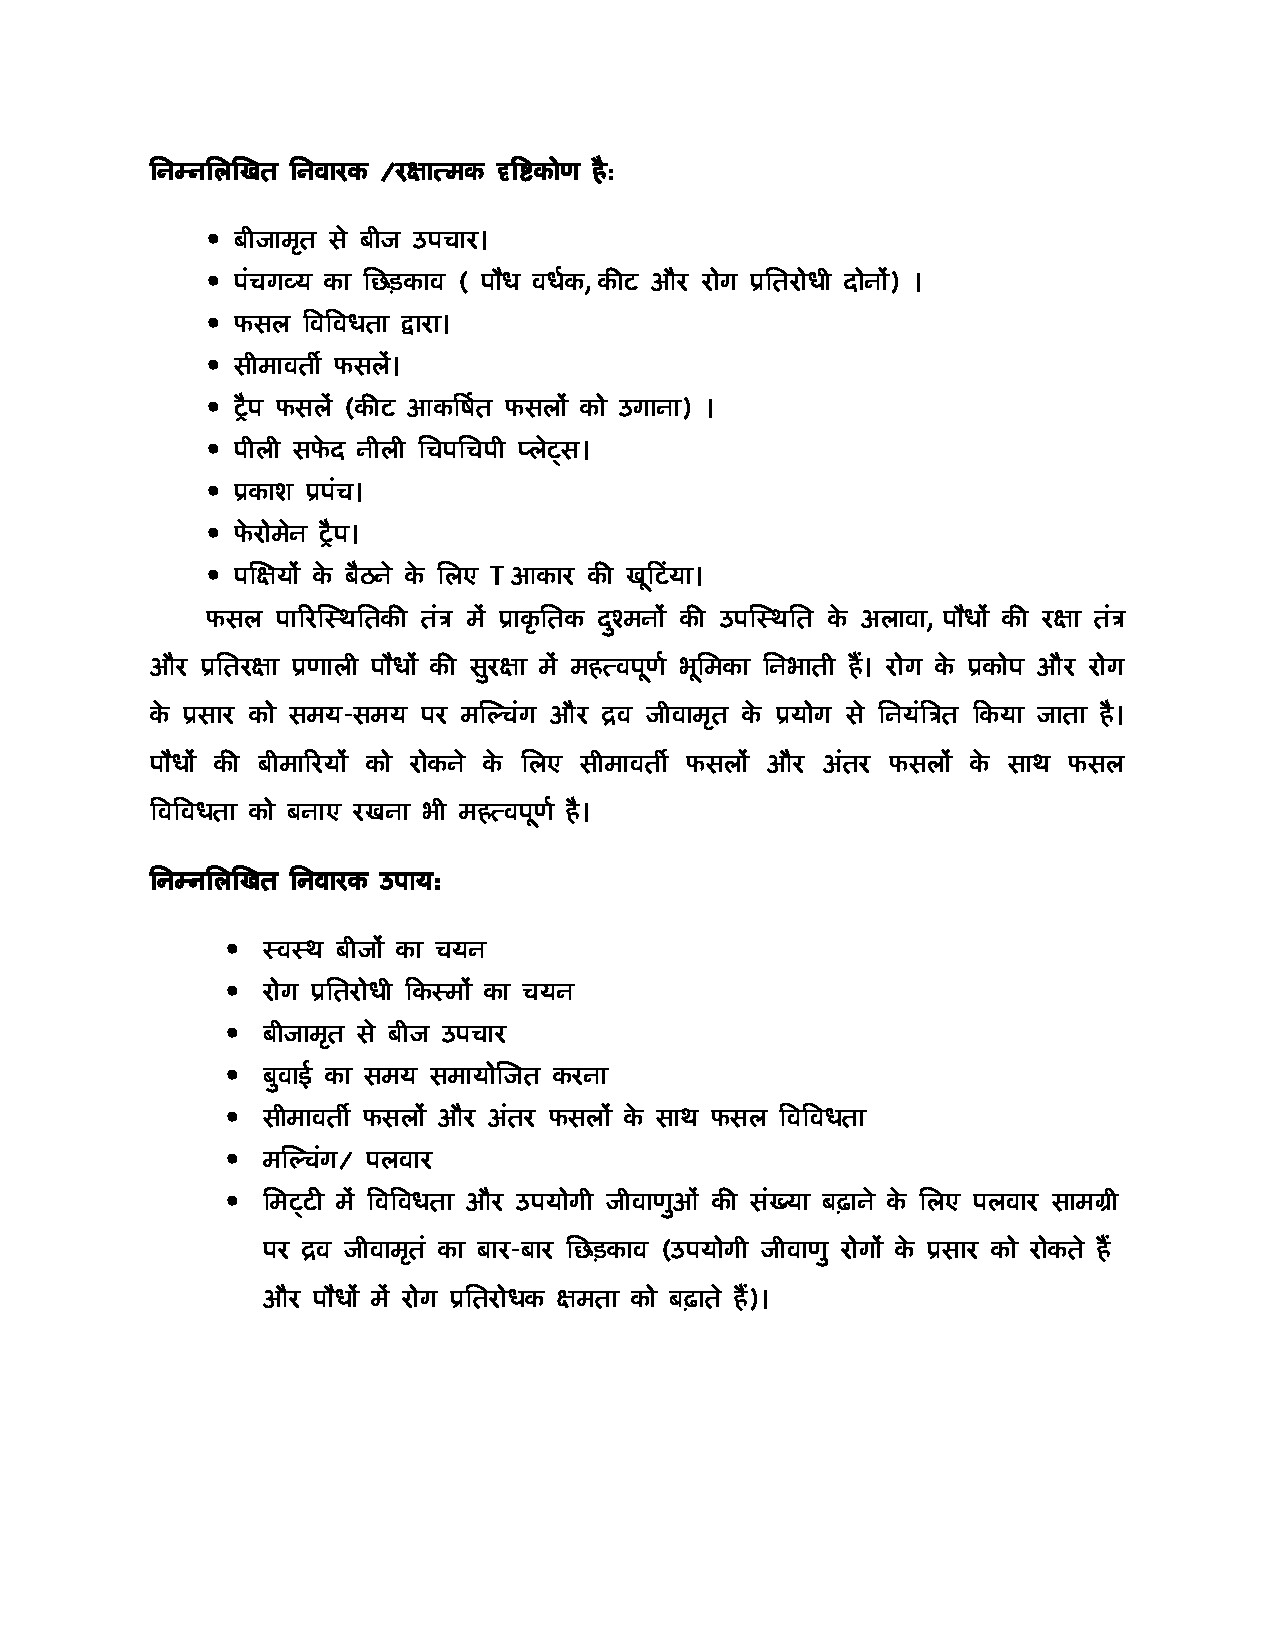 निम्नलिखित निवारक /रक्षात्मक दृष्टिकोण है:
• बीजामृत से बीज उपचार।
• पंचगव्य का छिड़काव ( पौध वर्धक, कीट और रोग प्रतिरोधी दोनों) ।
• फसल विविधता द्वारा।
• सीमावर्ती फसलें।
• ट्रैप फसलें (कीट आकर्षित फसलों को उगाना) ।
• पीली सफेद नीली चिपचिपी प्लेट्स।
• प्रकाश प्रपंच।
• फेरोमेन ट्रैप।
• पक्षियों के बैठने के लिए T आकार की खूटिंया।
फसल पारिस्थितिकी तंत्र में प्राकृतिक दुश्मनों की उपस्थिति के अलावा, पौधों की रक्षा तंत्र
और प्रतिरक्षा प्रणाली पौधों की सुरक्षा में महत्वपूर्ण भूमिका निभाती हैं। रोग के प्रकोप और रोग
के प्रसार को समय-समय पर मल्चिंग और द्रव जीवामृत के प्रयोग से नियंत्रित किया जाता है।
पौधों की बीमारियों को रोकने के लिए सीमावर्ती फसलों और अंतर फसलों के साथ फसल
विविधता को बनाए रखना भी महत्वपूर्ण है।
निम्नलिखित निवारक उपाय:
• स्वस्थ बीजों का चयन
• रोग प्रतिरोधी किस्मों का चयन
• बीजामृत से बीज उपचार
• बुवाई का समय समायोजित करना
• सीमावर्ती फसलों और अंतर फसलों के साथ फसल विविधता
• मल्चिंग/ पलवार
• मिट्टी में विविधता और उपयोगी जीवाणुओं की संख्या बढ़ाने के लिए पलवार सामग्री
पर द्रव जीवामृतं का बार-बार छिड़काव (उपयोगी जीवाणु रोगों के प्रसार को रोकते हैं
और पौधों में रोग प्रतिरोधक क्षमता को बढ़ाते हैं)।